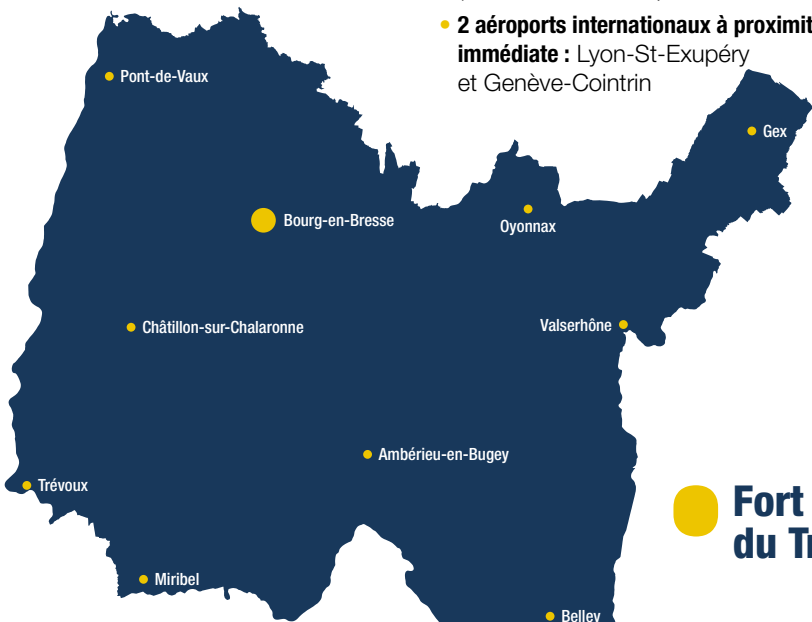 • 2 aéroports internationaux à proximit
immédiate : Lyon-St-Exupéry
et Genève-Cointrin
Pont-de-Vaux
Gex
Bourg-en-Bresse
Oyonnax
Châtillon-sur-Chalaronne
Valserhône
Ambérieu-en-Bugey
Trévoux
Fort
du Tr
Miribel
Belley